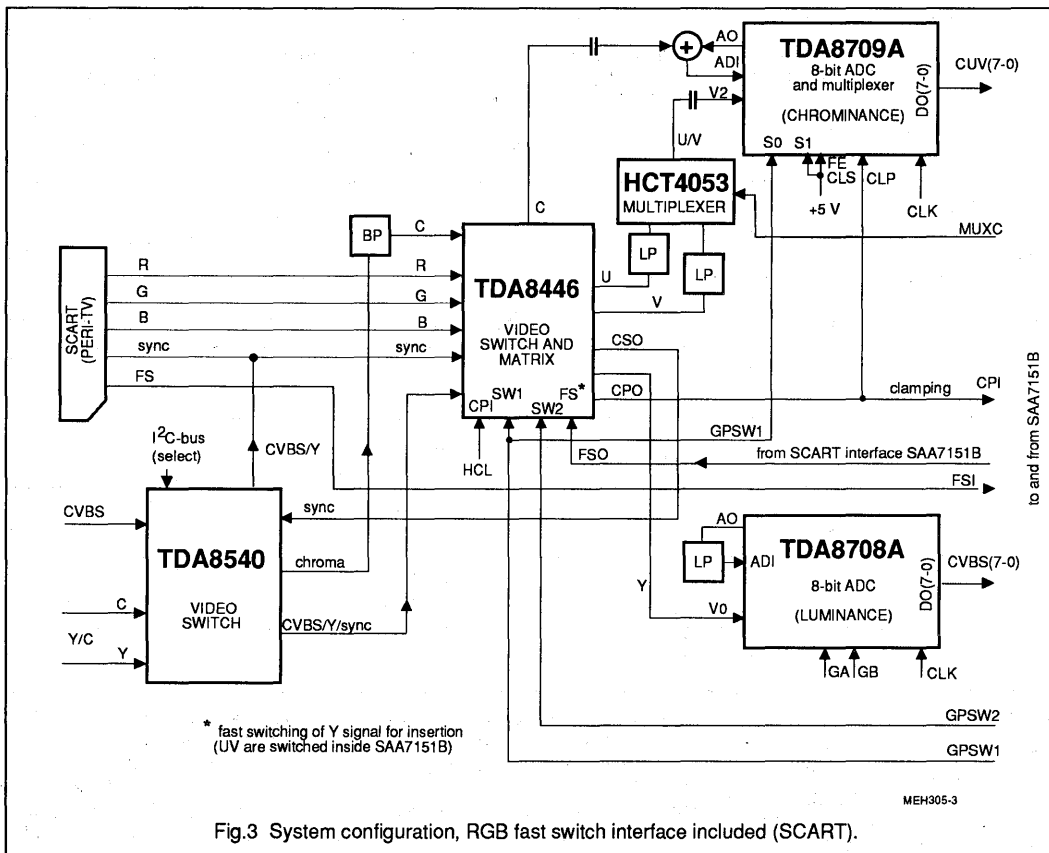 AO
TDA8709A
ADI
8-bit ADC
and multiplexer
(CHROMINANCE)
DO(7-0)
CUV(7-0)
V2
U/V
S0
S1
FE
CLS
CLP
+5 V
CLK
HCT4053
MULTIPLEXER
MUXC
C
BP
C
LP
LP
SCART
(PERI-TV)
R
R
G
G
B
B
sync
sync
FS
TDA8446
VIDEO
SWITCH AND
MATRIX
U
V
CSO
CPO
CPI
SW1
SW2
FS*
clamping
CPI
HCL
GPSW1
FSO
from SCART interface SAA7151B
FSI
to and from SAA7151B
I2C-bus
(select)
CVBS/Y
CVBS
sync
TDA8540
VIDEO
SWITCH
chroma
C
Y/C
Y
CVBS/Y/sync
AO
LP
ADI
TDA8708A
8-bit ADC
(LUMINANCE)
DO(7-0)
CVBS(7-0)
Y
V0
GA
GB
CLK
GPSW2
GPSW1
* fast switching of Y signal for insertion
(UV are switched inside SAA7151B)
MEH305-3
Fig.3 System configuration, RGB fast switch interface included (SCART).